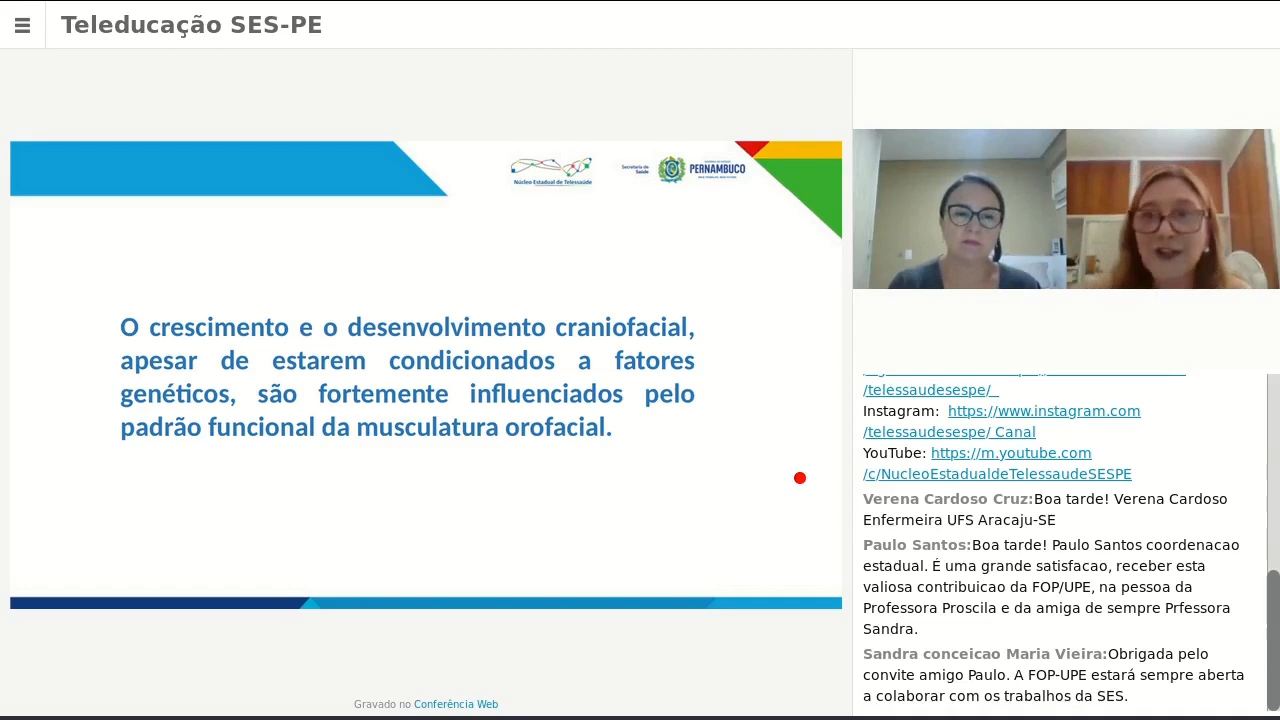 Teleducação SES-PE
Núcleo Estadual de Telessaúde
Secretaria de
Saúde
PERNAMBUCO
O crescimento e o desenvolvimento craniofacial,
apesar de estarem condicionados a fatores
genéticos, são fortemente influenciados pelo
padrão funcional da musculatura orofacial.
Gravado no Conferência Web
/telessaudesespe/
Instagram: https://www.instagram.com
/telessaudesespe/ Canal
YouTube: https://m.youtube.com
/c/NucleoEstadualdeTelessaudeSESPE
Verena Cardoso Cruz:Boa tarde! Verena Cardoso
Enfermeira UFS Aracaju-SE
Paulo Santos:Boa tarde! Paulo Santos coordenacao
estadual. É uma grande satisfacao, receber esta
valiosa contribuicao da FOP/UPE, na pessoa da
Professora Proscila e da amiga de sempre Prfessora
Sandra.
Sandra conceicao Maria Vieira:Obrigada pelo
convite amigo Paulo. A FOP-UPE estará sempre aberta
a colaborar com os trabalhos da SES.